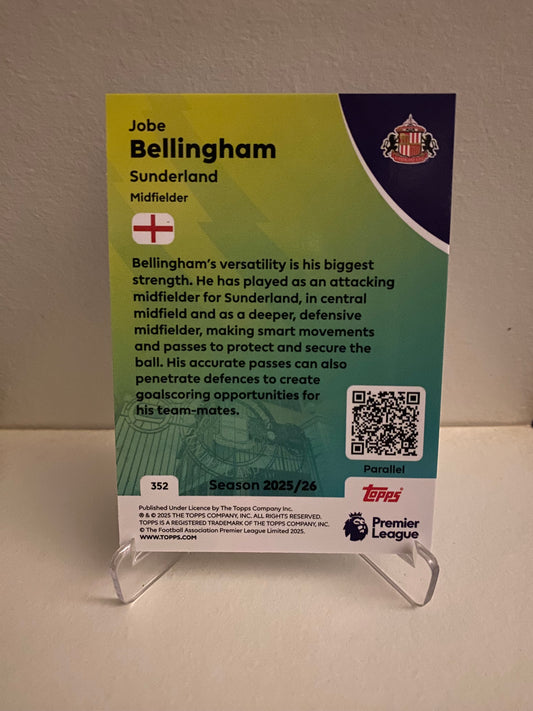 Jobe
Bellingham
Sunderland
Midfielder
Bellingham's versatility is his biggest
strength. He has played as an attacking
midfielder for Sunderland, in central
midfield and as a deeper, defensive
midfielder, making smart movements
and passes to protect and secure the
ball. His accurate passes can also
penetrate defences to create
goalscoring opportunities for
his team-mates.
Parallel
352
Season 2025/26
Topps
Published Under Licence by The Topps Company Inc.
® & © 2025 THE TOPPS COMPANY, INC. ALL RIGHTS RESERVED.
TOPPS IS A REGISTERED TRADEMARK OF THE TOPPS COMPANY, INC.
© The Football Association Premier League Limited 2025.
WWW.TOPPS.COM
Premier
League